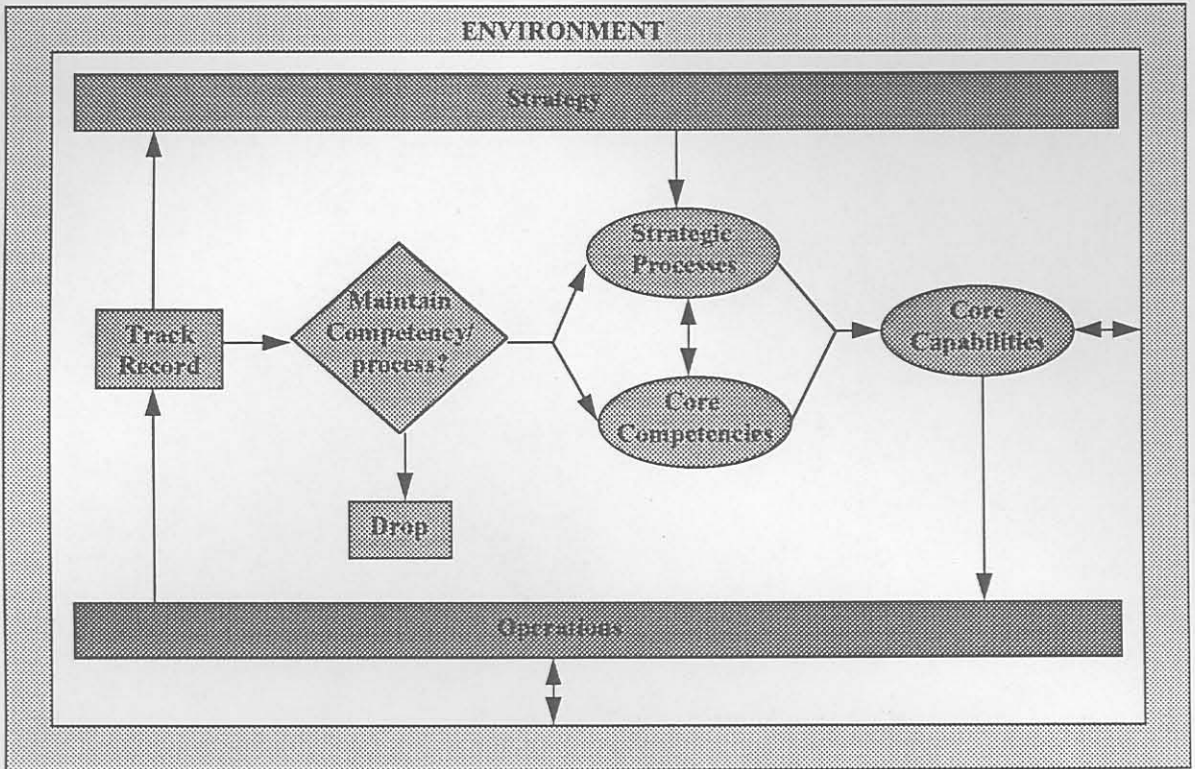 ENVIRONMENT
Strategy
Strategic
Processes
Maintain
Competency/
process?
Track
Record
Core
Capabilities
Core
Competencies
Drop
Operations